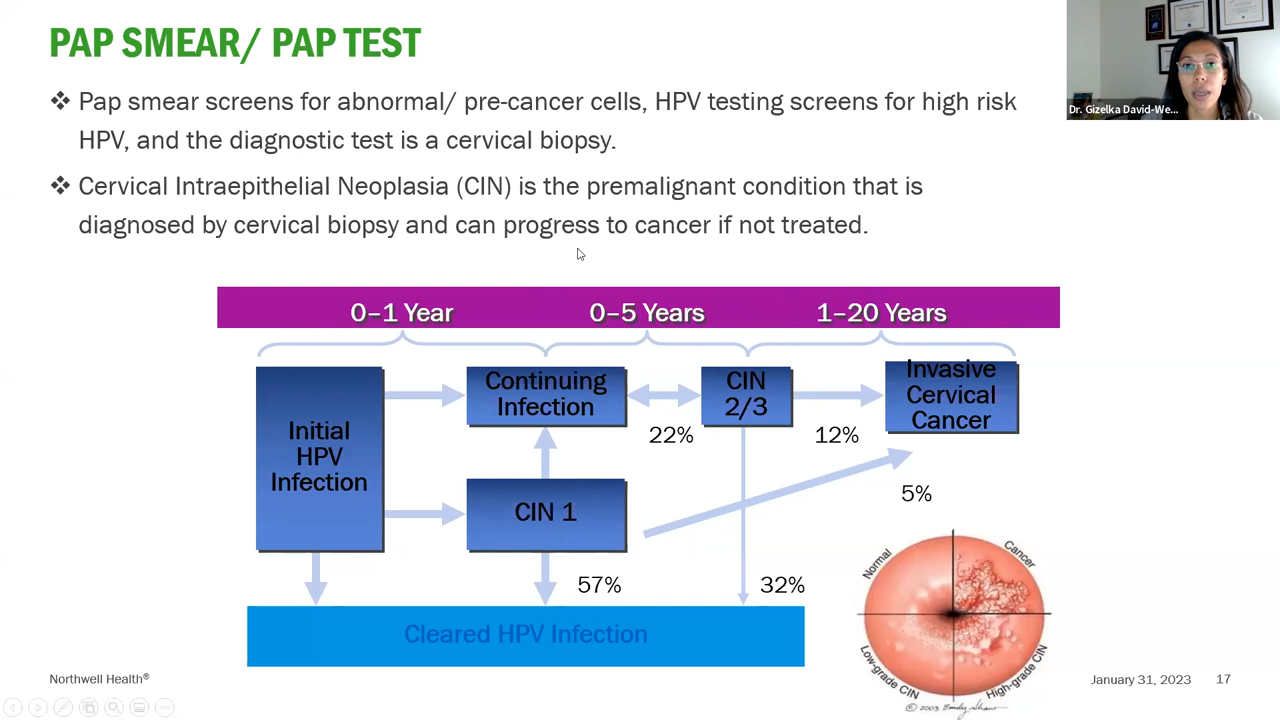 PAP SMEAR/ PAP TEST
Dr. Gizelka David-We...
❖ Pap smear screens for abnormal/ pre-cancer cells, HPV testing screens for high risk
HPV, and the diagnostic test is a cervical biopsy.
❖ Cervical Intraepithelial Neoplasia (CIN) is the premalignant condition that is
diagnosed by cervical biopsy and can progress to cancer if not treated.
0–1 Year
0–5 Years
1–20 Years
Initial
HPV
Infection
Continuing
Infection
CIN
2/3
Invasive
Cervical
Cancer
22%
12%
CIN 1
5%
57%
32%
Cleared HPV Infection
Normal
Cancer
Low-grade CIN
High-grade CIN
© 2003 Emily Shaw
Northwell Health®
January 31, 2023
17